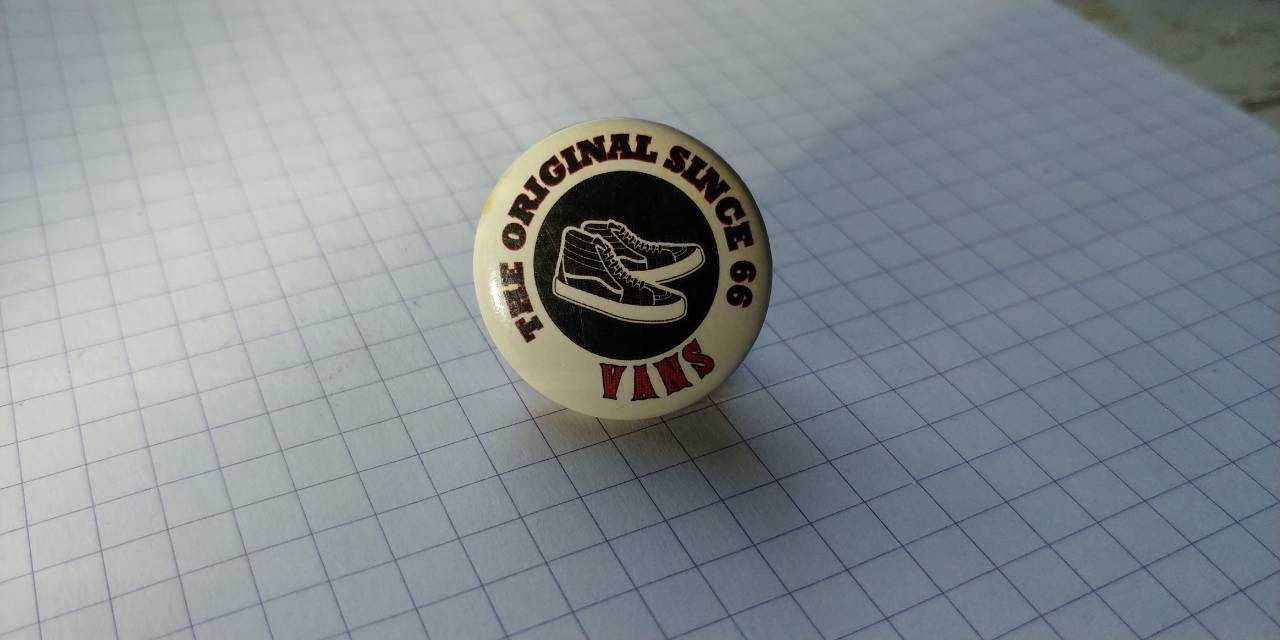 THE ORIGINAL SINCE 66
VANS